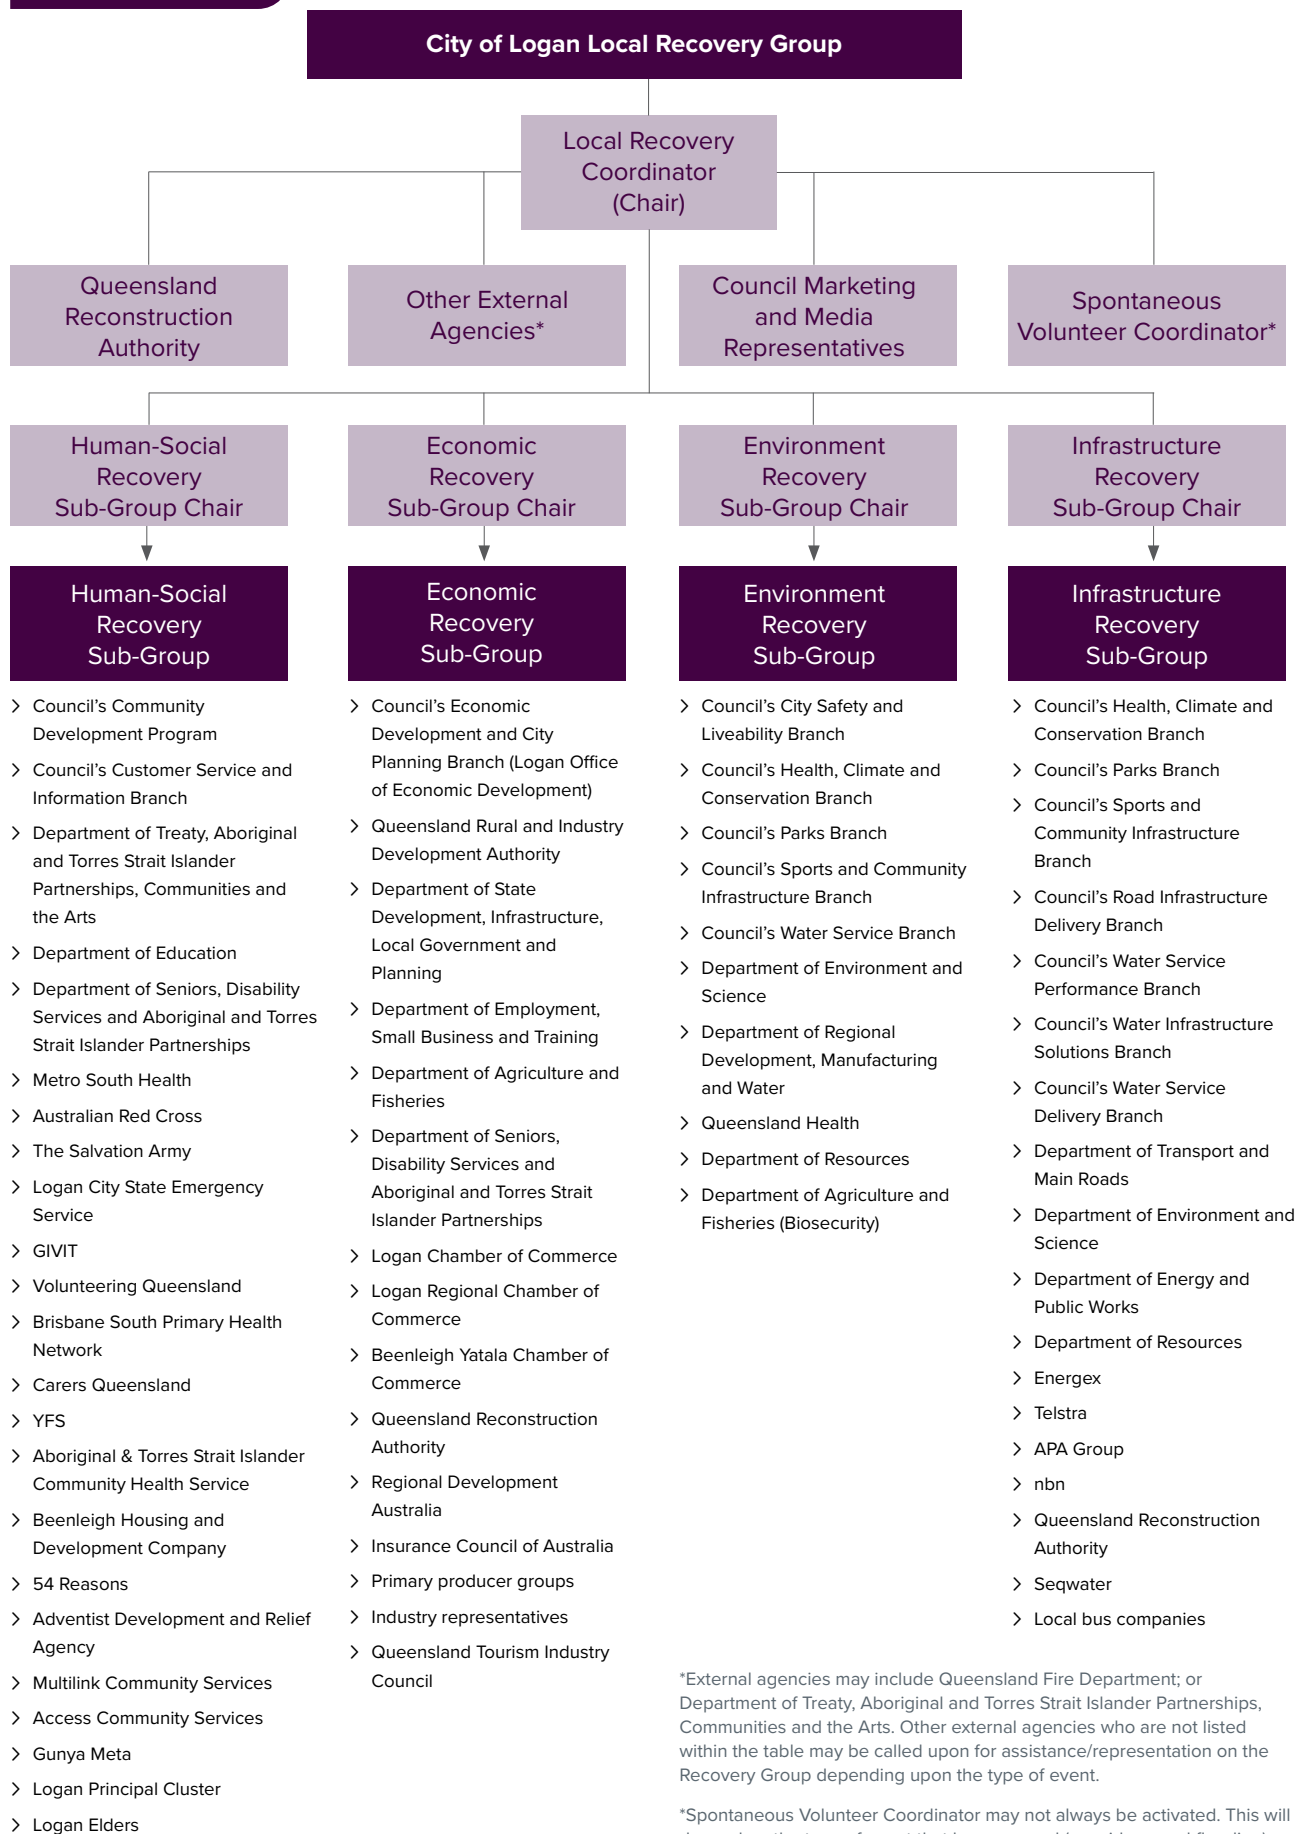 City of Logan Local Recovery Group
Local Recovery
Coordinator
(Chair)
Queensland
Reconstruction
Authority
Other External
Agencies*
Council Marketing
and Media
Representatives
Spontaneous
Volunteer Coordinator*
Human-Social
Recovery
Sub-Group Chair
Economic
Recovery
Sub-Group Chair
Environment
Recovery
Sub-Group Chair
Infrastructure
Recovery
Sub-Group Chair
Human-Social
Recovery
Sub-Group
> Council's Community
Development Program
> Council's Customer Service and
Information Branch
> Department of Treaty, Aboriginal
and Torres Strait Islander
Partnerships, Communities and
the Arts
> Department of Education
> Department of Seniors, Disability
Services and Aboriginal and Torres
Strait Islander Partnerships
> Metro South Health
> Australian Red Cross
> The Salvation Army
> Logan City State Emergency
Service
> GIVIT
> Volunteering Queensland
> Brisbane South Primary Health
Network
> Carers Queensland
> YFS
> Aboriginal & Torres Strait Islander
Community Health Service
> Beenleigh Housing and
Development Company
> 54 Reasons
> Adventist Development and Relief
Agency
> Multilink Community Services
> Access Community Services
> Gunya Meta
> Logan Principal Cluster
> Logan Elders
Economic
Recovery
Sub-Group
> Council's Economic
Development and City
Planning Branch (Logan Office
of Economic Development)
> Queensland Rural and Industry
Development Authority
> Department of State
Development, Infrastructure,
Local Government and
Planning
> Department of Employment,
Small Business and Training
> Department of Agriculture and
Fisheries
> Department of Seniors,
Disability Services and
Aboriginal and Torres Strait
Islander Partnerships
> Logan Chamber of Commerce
> Logan Regional Chamber of
Commerce
> Beenleigh Yatala Chamber of
Commerce
> Queensland Reconstruction
Authority
> Regional Development
Australia
> Insurance Council of Australia
> Primary producer groups
> Industry representatives
> Queensland Tourism Industry
Council
Environment
Recovery
Sub-Group
> Council's City Safety and
Liveability Branch
> Council's Health, Climate and
Conservation Branch
> Council's Parks Branch
> Council's Sports and Community
Infrastructure Branch
> Council's Water Service Branch
> Department of Environment and
Science
> Department of Regional
Development, Manufacturing
and Water
> Queensland Health
> Department of Resources
> Department of Agriculture and
Fisheries (Biosecurity)
Infrastructure
Recovery
Sub-Group
> Council's Health, Climate and
Conservation Branch
> Council's Parks Branch
> Council's Sports and
Community Infrastructure
Branch
> Council's Road Infrastructure
Delivery Branch
> Council's Water Service
Performance Branch
> Council's Water Infrastructure
Solutions Branch
> Council's Water Service
Delivery Branch
> Department of Transport and
Main Roads
> Department of Environment and
Science
> Department of Energy and
Public Works
> Department of Resources
> Energex
> Telstra
> APA Group
> nbn
> Queensland Reconstruction
Authority
> Seqwater
> Local bus companies
*External agencies may include Queensland Fire Department; or
Department of Treaty, Aboriginal and Torres Strait Islander Partnerships,
Communities and the Arts. Other external agencies who are not listed
within the table may be called upon for assistance/representation on the
Recovery Group depending upon the type of event.
*Spontaneous Volunteer Coordinator may not always be activated. This will